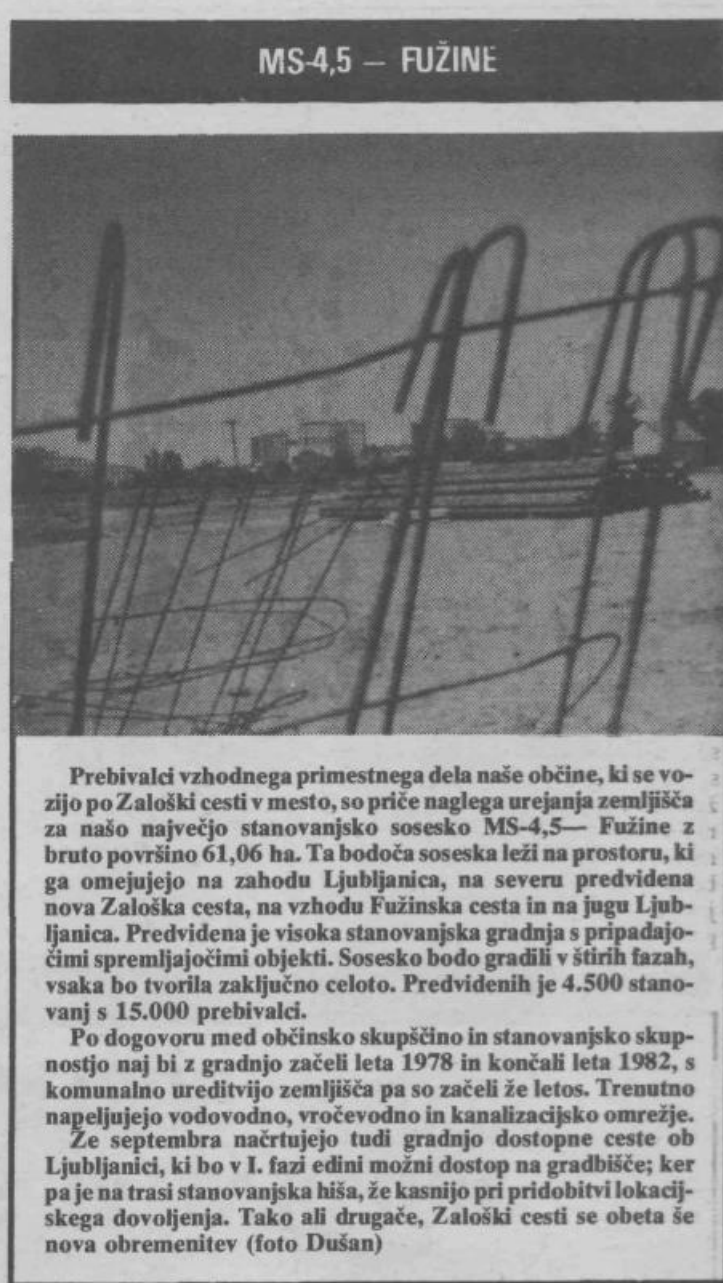 MS-4,5 — FUŽINE
Prebivalci vzhodnega primestnega dela naše občine, ki se vo-
zijo po Zaloški cesti v mesto, so priče naglega urejanja zemljišča
za našo največjo stanovanjsko sosesko MS-4,5— Fužine z
bruto površino 61,06 ha. Ta bodoča soseska leži na prostoru, ki
ga omejujejo na zahodu Ljubljanica, na severu predvidena
nova Zaloška cesta, na vzhodu Fužinska cesta in na jugu Ljub-
ljanica. Predvidena je visoka stanovanjska gradnja s pripadajo-
čimi spremljajočimi objekti. Sosesko bodo gradili v štirih fazah,
vsaka bo tvorila zaključno celoto. Predvidenih je 4.500 stano-
vanj s 15.000 prebivalci.
Po dogovoru med občinsko skupščino in stanovanjsko skup-
nostjo naj bi z gradnjo začeli leta 1978 in končali leta 1982, s
komunalno ureditvijo zemljišča pa so začeli že letos. Trenutno
napeljujejo vodovodno, vročevodno in kanalizacijsko omrežje.
Že septembra načrtujejo tudi gradnjo dostopne ceste ob
Ljubljanici, ki bo v I. fazi edini možni dostop na gradbišče; ker
pa je na trasi stanovanjska hiša, že kasnijo pri pridobitvi lokacij-
skega dovoljenja. Tako ali drugače, Zaloški cesti se obeta še
nova obremenitev (foto Dušan)